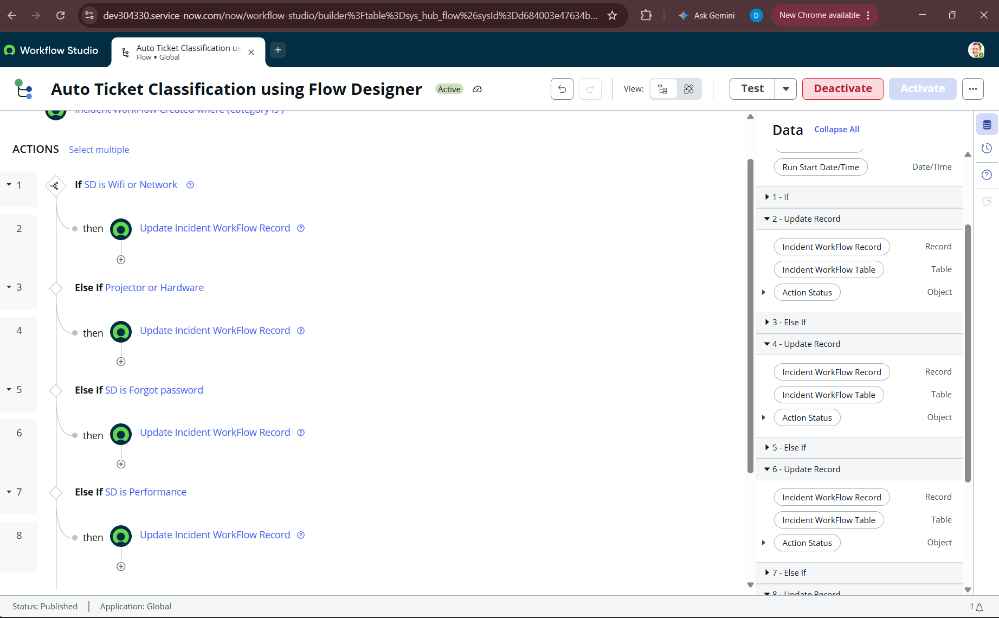 dev304330.service-now.com/now/workflow-studio/builder%3Ftable%3Dsys_hub_flow%26sysId%3Dd684003e47634b...
Ask Gemini
D
New Chrome available
Workflow Studio
Auto Ticket Classification us
Flow • Global
Auto Ticket Classification using Flow Designer
Active
View:
Test
Deactivate
Activate
Incident WorkFlow Created where (Category is )
ACTIONS Select multiple
1 If SD is Wifi or Network
2 then Update Incident WorkFlow Record
3 Else If Projector or Hardware
4 then Update Incident WorkFlow Record
5 Else If SD is Forgot password
6 then Update Incident WorkFlow Record
7 Else If SD is Performance
8 then Update Incident WorkFlow Record
Data Collapse All
Run Start Date/Time Date/Time
1 - If
2 - Update Record
Incident WorkFlow Record Record
Incident WorkFlow Table Table
Action Status Object
3 - Else If
4 - Update Record
Incident WorkFlow Record Record
Incident WorkFlow Table Table
Action Status Object
5 - Else If
6 - Update Record
Incident WorkFlow Record Record
Incident WorkFlow Table Table
Action Status Object
7 - Else If
8 - Update Record
Status: Published Application: Global
1